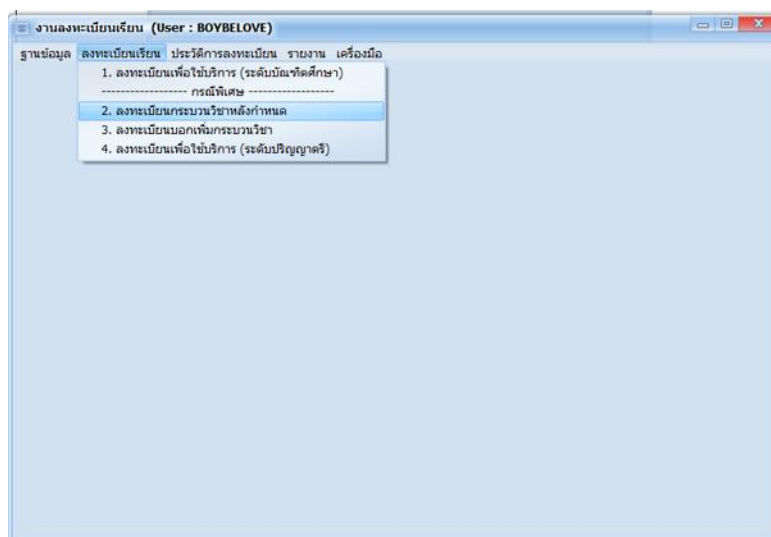 งานลงทะเบียนเรียน (User : BOYBELOVE)
ฐานข้อมูล ลงทะเบียนเรียน ประวัติการลงทะเบียน รายงาน เครื่องมือ
1. ลงทะเบียนเพื่อใช้บริการ (ระดับบัณฑิตศึกษา)
------------------ กรณีพิเศษ ------------------
2. ลงทะเบียนกระบวนวิชาหลังกำหนด
3. ลงทะเบียนบอกเพิ่มกระบวนวิชา
4. ลงทะเบียนเพื่อใช้บริการ (ระดับปริญญาตรี)